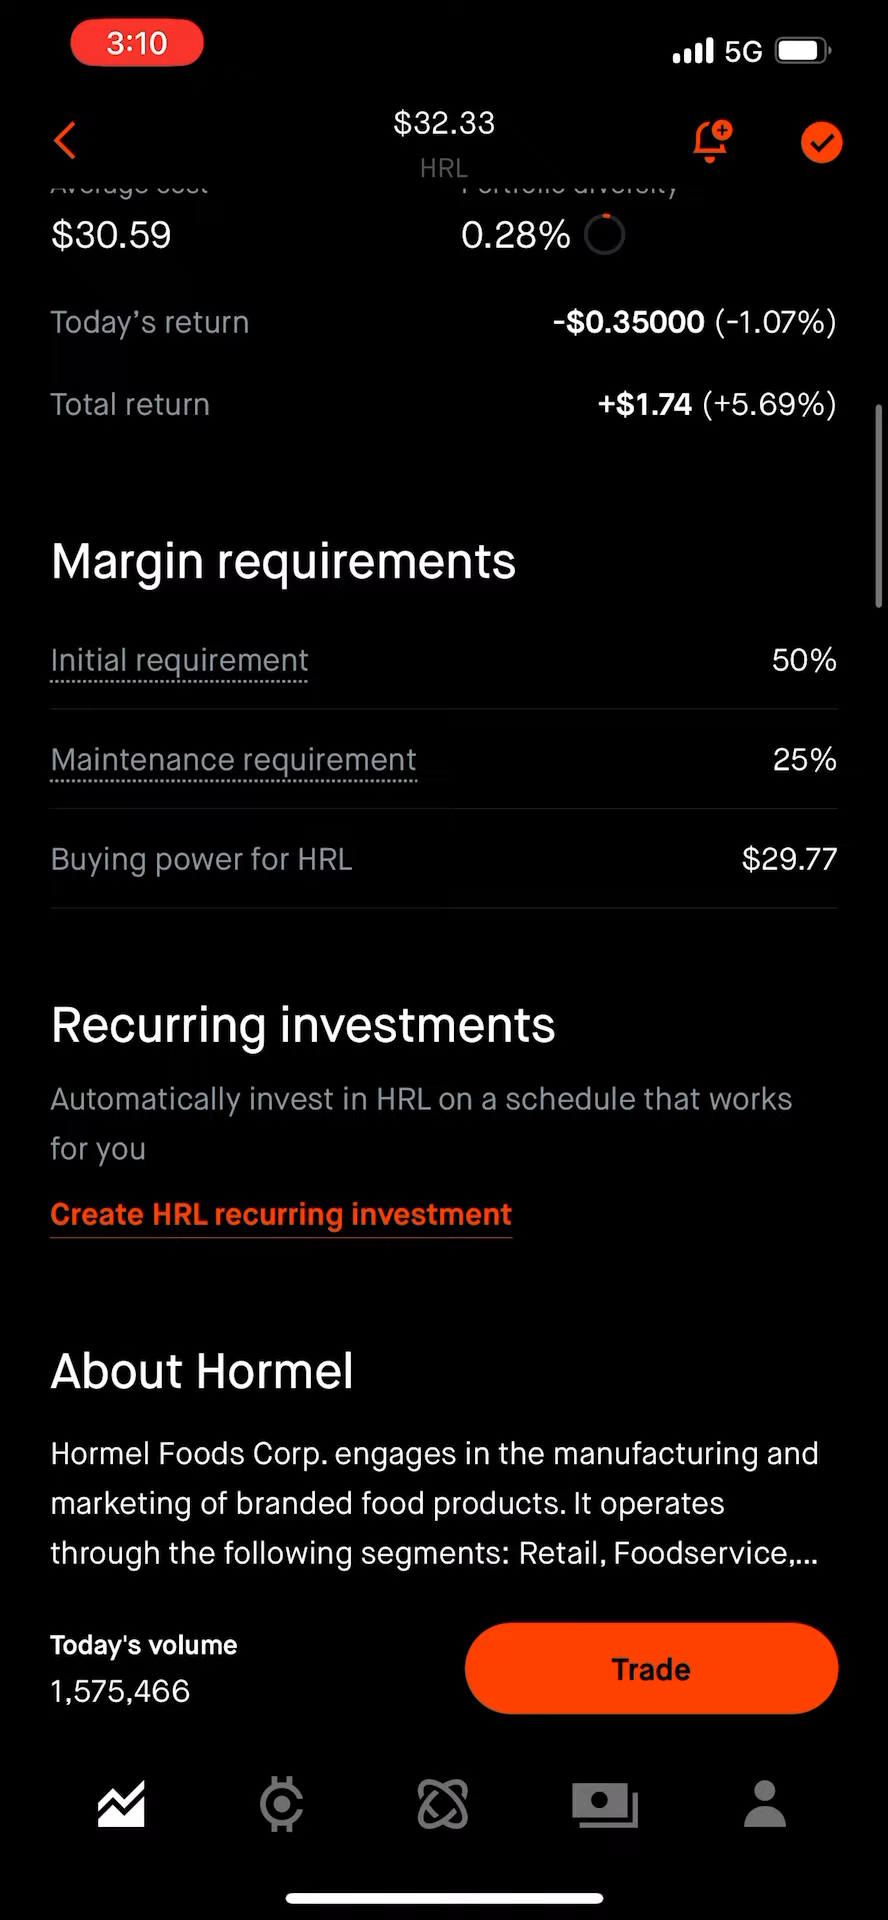 3:10
5G
$32.33
HRL
Average cost
Portfolio diversity
$30.59
0.28%
Today's return
-$0.35000 (-1.07%)
Total return
+$1.74 (+5.69%)
Margin requirements
Initial requirement
50%
Maintenance requirement
25%
Buying power for HRL
$29.77
Recurring investments
Automatically invest in HRL on a schedule that works
for you
Create HRL recurring investment
About Hormel
Hormel Foods Corp. engages in the manufacturing and
marketing of branded food products. It operates
through the following segments: Retail, Foodservice,...
Today's volume
1,575,466
Trade